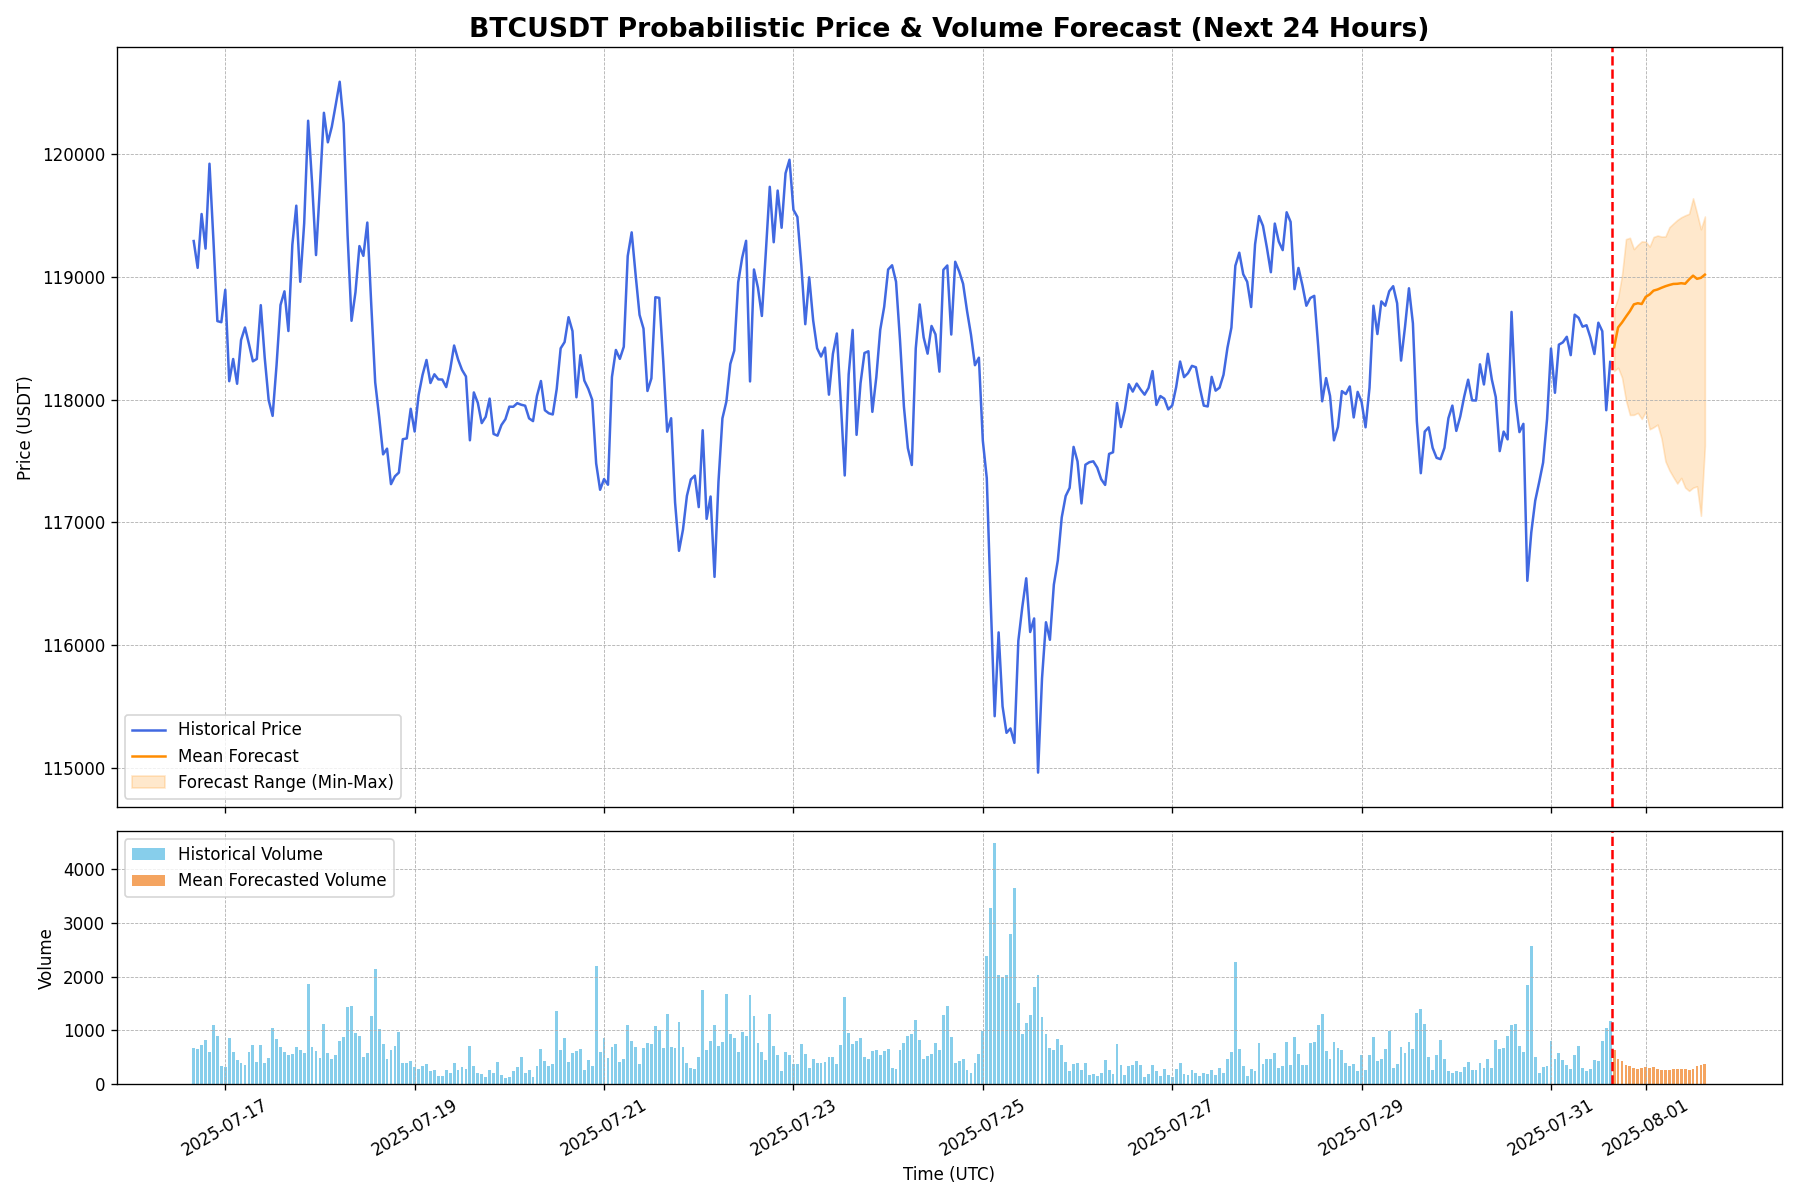 BTCUSDT Probabilistic Price & Volume Forecast (Next 24 Hours)
Price (USDT)
120000
119000
118000
117000
116000
115000
Historical Price
Mean Forecast
Forecast Range (Min-Max)
Volume
4000
3000
2000
1000
0
Historical Volume
Mean Forecasted Volume
2025-07-17
2025-07-19
2025-07-21
2025-07-23
2025-07-25
2025-07-27
2025-07-29
2025-07-31
2025-08-01
Time (UTC)